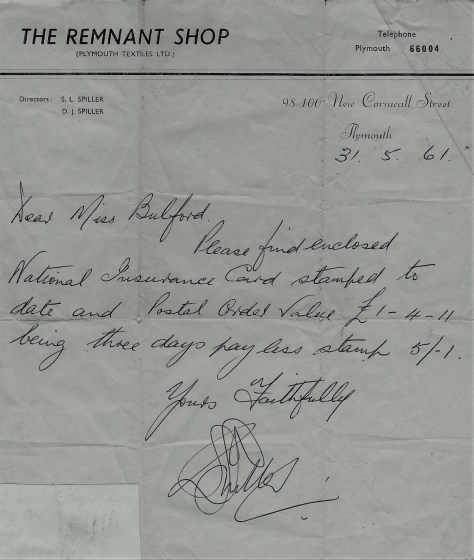 THE REMNANT SHOP
(PLYMOUTH TEXTILES LTD.)
Telephone
Plymouth 66004
Directors: S. L. SPILLER
D. J. SPILLER
98-100 New Cornwall Street
Plymouth
31. 5. 61.
Dear Miss Bulford
Please find enclosed
National Insurance Card stamped to
date and Postal Order Value £1-4-11
being three days pay less stamp 5/-1.
Yours Faithfully